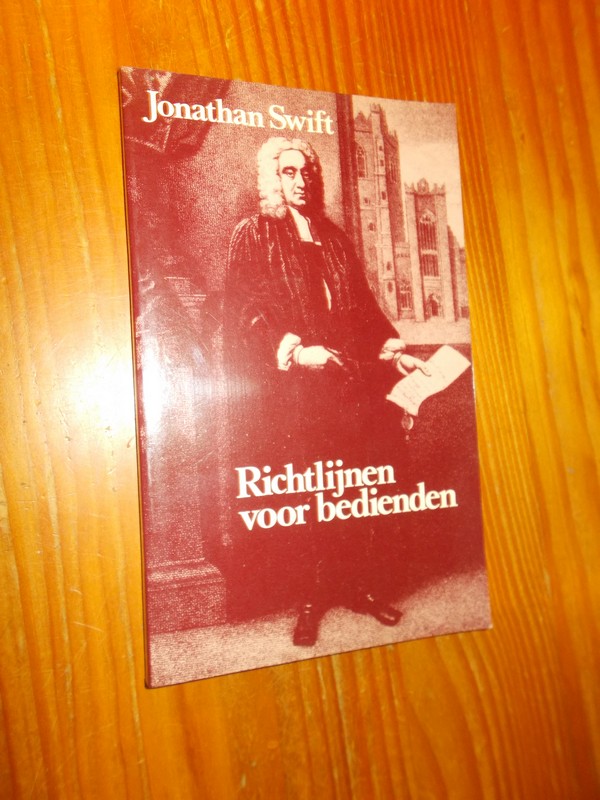 Jonathan Swift
Richtlijnen
voor bedienden